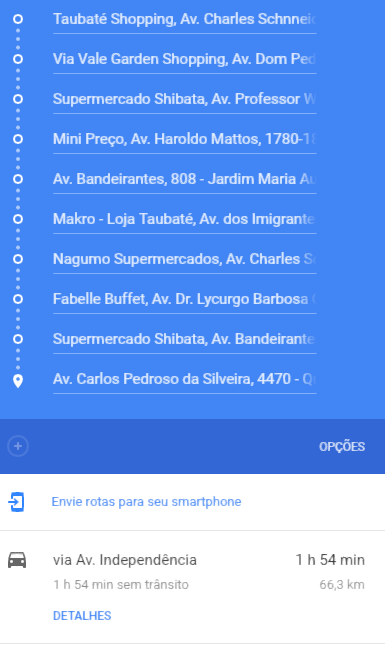 Taubaté Shopping, Av. Charles Schnnei
Via Vale Garden Shopping, Av. Dom Ped
Supermercado Shibata, Av. Professor W
Mini Preço, Av. Haroldo Mattos, 1780-18
Av. Bandeirantes, 808 - Jardim Maria Au
Makro - Loja Taubaté, Av. dos Imigrante
Nagumo Supermercados, Av. Charles S
Fabelle Buffet, Av. Dr. Lycurgo Barbosa
Supermercado Shibata, Av. Bandeirante
Av. Carlos Pedroso da Silveira, 4470 - Q
OPÇÕES
Envie rotas para seu smartphone
via Av. Independência 1 h 54 min
1 h 54 min sem trânsito 66,3 km
DETALHES